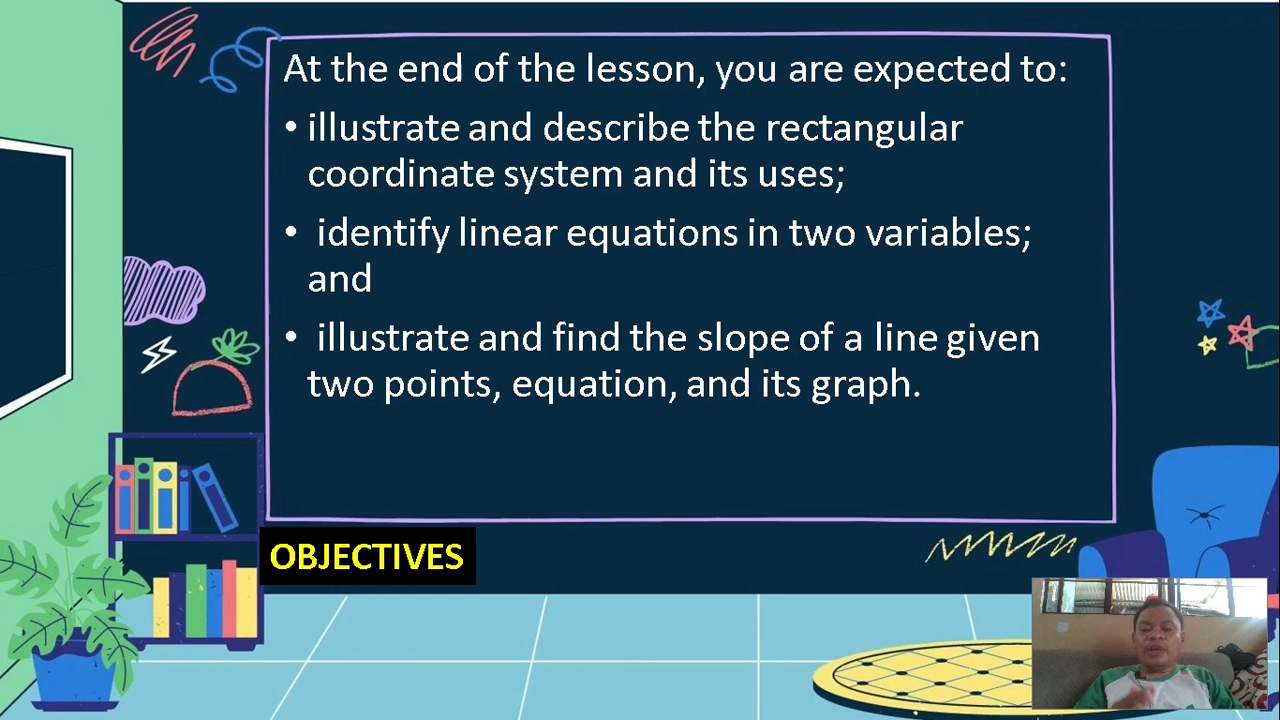 At the end of the lesson, you are expected to:
• illustrate and describe the rectangular
coordinate system and its uses;
• identify linear equations in two variables;
and
• illustrate and find the slope of a line given
two points, equation, and its graph.
OBJECTIVES